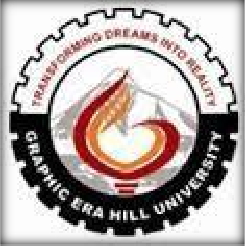 TRANSFORMING DREAMS INTO REALITY
GRAPHIC ERA HILL UNIVERSITY